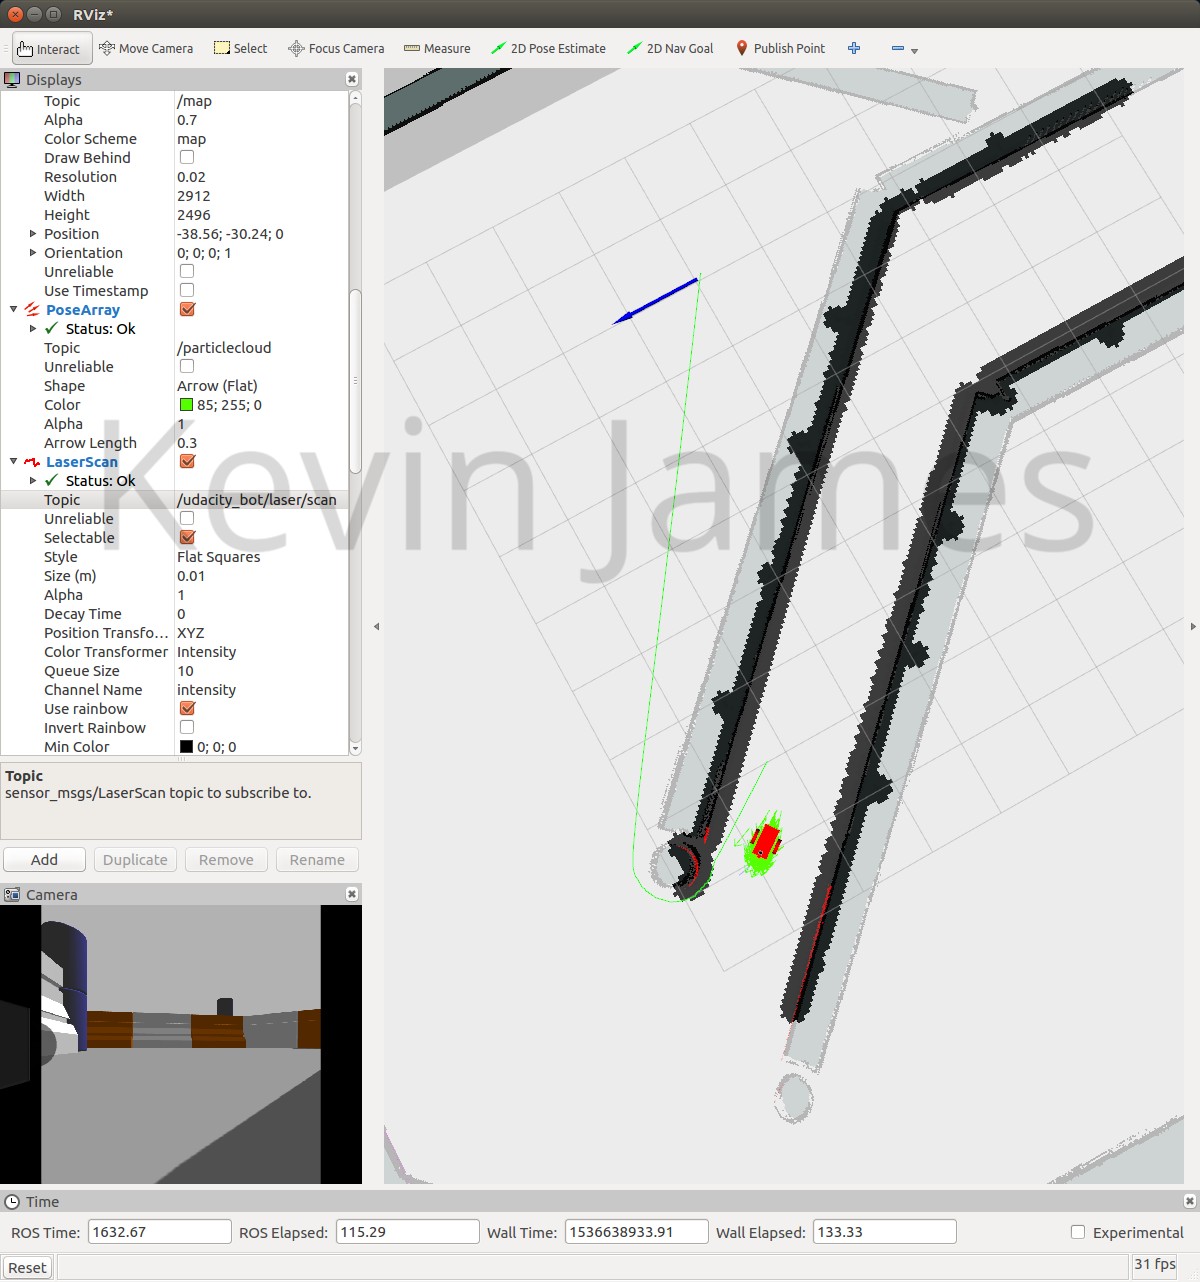 RViz*
Interact Move Camera Select Focus Camera Measure 2D Pose Estimate 2D Nav Goal Publish Point
Displays
Topic /map
Alpha 0.7
Color Scheme map
Draw Behind
Resolution 0.02
Width 2912
Height 2496
Position -38.56; -30.24; 0
Orientation 0; 0; 0; 1
Unreliable
Use Timestamp
PoseArray
Status: Ok
Topic /particlecloud
Unreliable
Shape Arrow (Flat)
Color 85; 255; 0
Alpha 1
Arrow Length 0.3
LaserScan
Status: Ok
Topic /udacity_bot/laser/scan
Unreliable
Selectable
Style Flat Squares
Size (m) 0.01
Alpha 1
Decay Time 0
Position Transfo... XYZ
Color Transformer Intensity
Queue Size 10
Channel Name intensity
Use rainbow
Invert Rainbow
Min Color 0; 0; 0
Kevin James
Topic
sensor_msgs/LaserScan topic to subscribe to.
Add Duplicate Remove Rename
Camera
Time
ROS Time: 1632.67 ROS Elapsed: 115.29 Wall Time: 1536638933.91 Wall Elapsed: 133.33 Experimental
Reset 31 fps